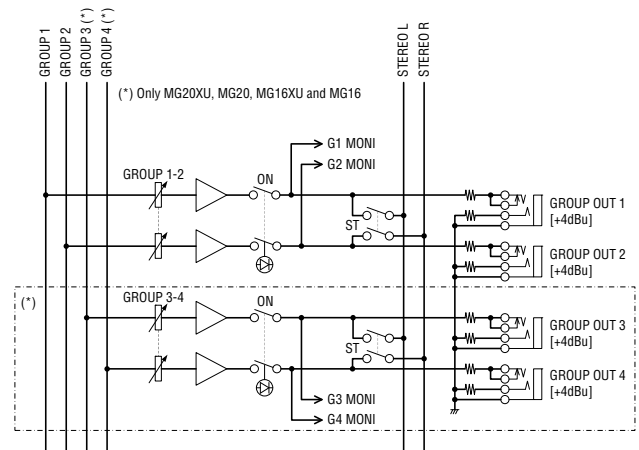 GROUP 1
GROUP 2
GROUP 3 (*)
GROUP 4 (*)
STEREO L
STEREO R
(*) Only MG20XU, MG20, MG16XU and MG16
G1 MONI
G2 MONI
GROUP 1-2
ON
ST
GROUP OUT 1
[+4dBu]
GROUP OUT 2
[+4dBu]
(*)
GROUP 3-4
ON
ST
GROUP OUT 3
[+4dBu]
GROUP OUT 4
[+4dBu]
G3 MONI
G4 MONI